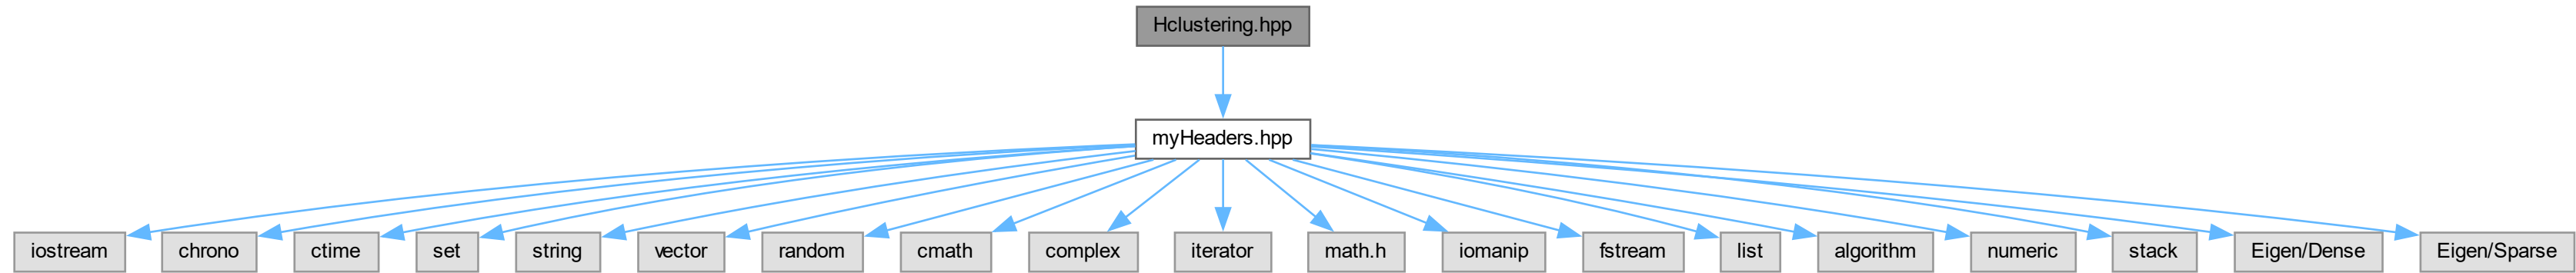 Hclustering.hpp
myHeaders.hpp
iostream
chrono
ctime
set
string
vector
random
cmath
complex
iterator
math.h
iomanip
fstream
list
algorithm
numeric
stack
Eigen/Dense
Eigen/Sparse